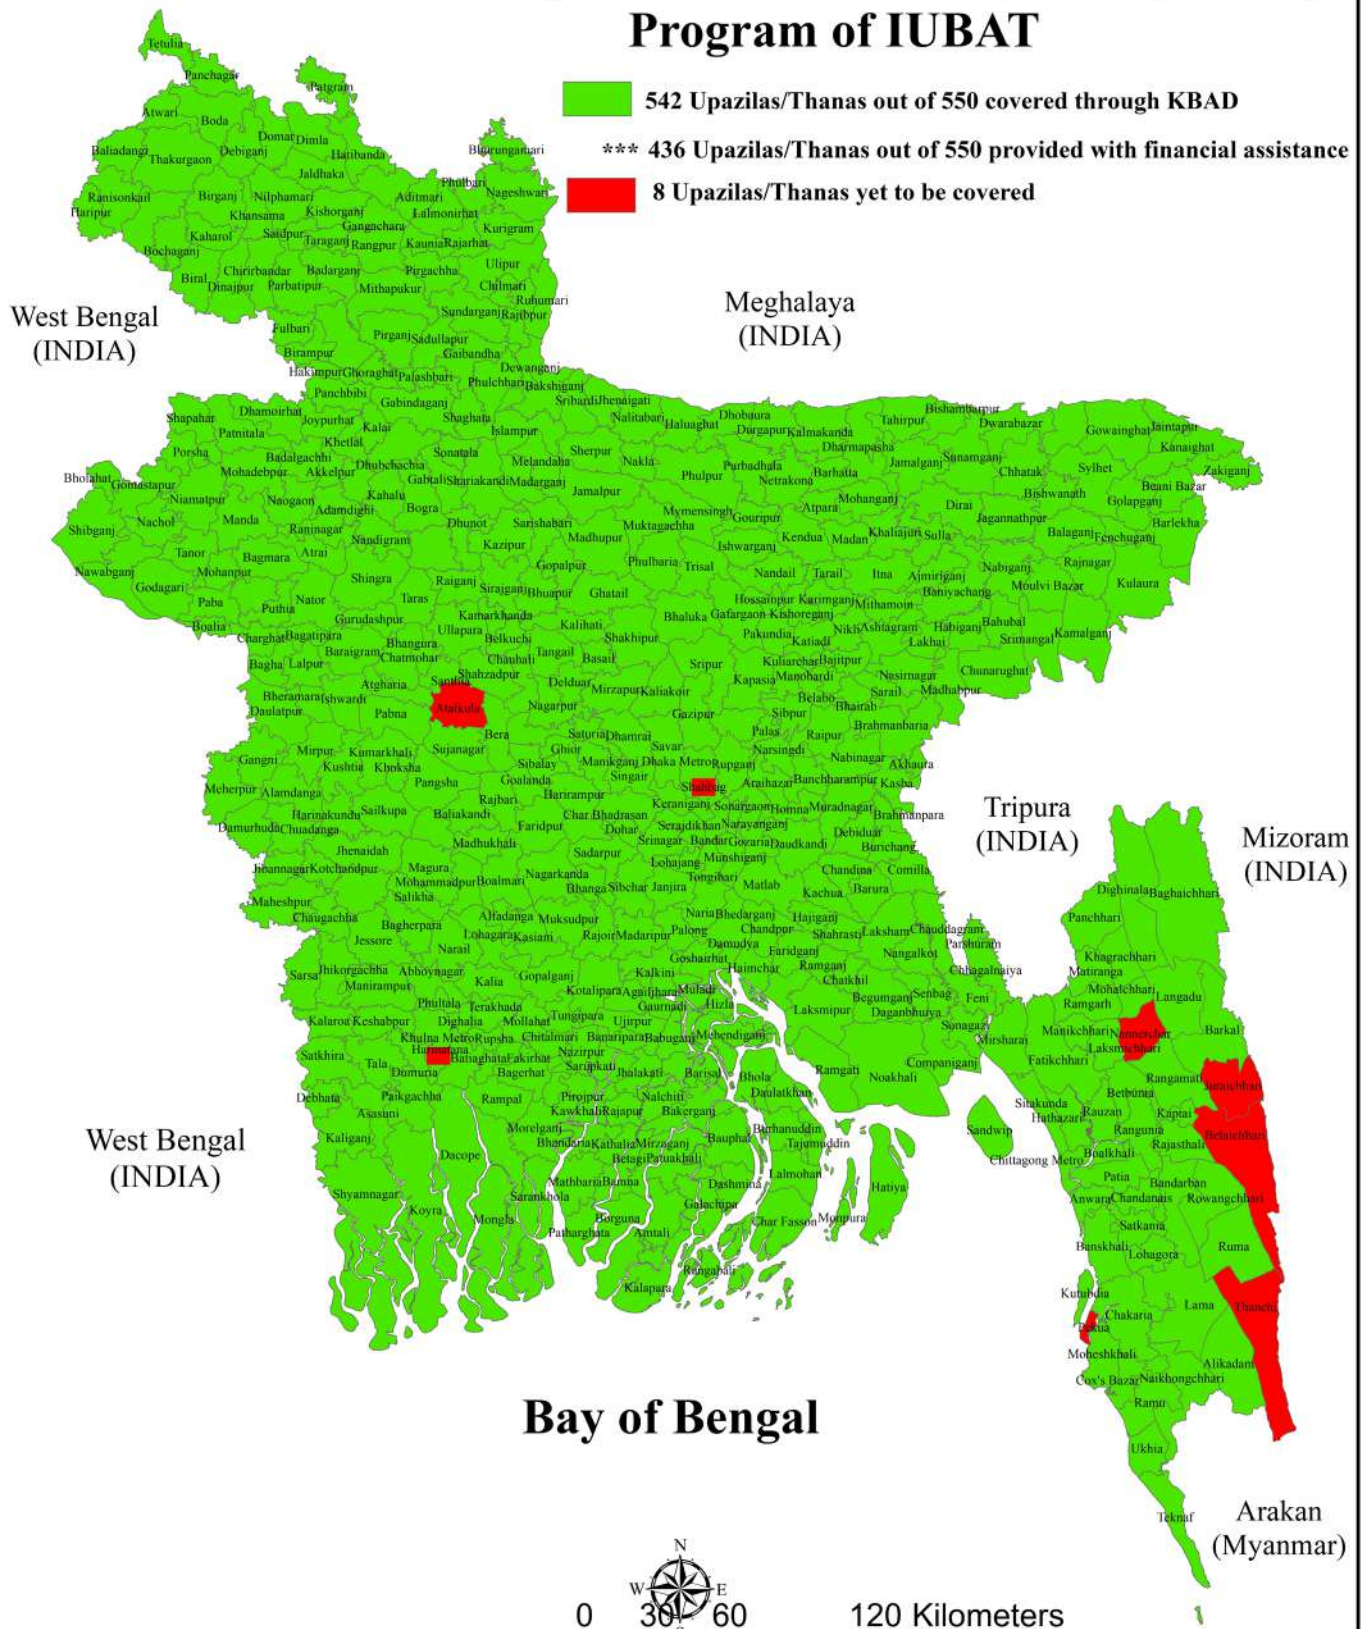 Program of IUBAT
542 Upazilas/Thanas out of 550 covered through KBAD
*** 436 Upazilas/Thanas out of 550 provided with financial assistance
8 Upazilas/Thanas yet to be covered
Tetulia
Panchagar
Patgram
Atwari
Boda
Domar Dimla
Baliadangi Thakurgaon Debiganj Hatibanda Bhurungamari
Jaldhaka
Ranisonkail Birganj Nilphamari Aditmari Phulbari Nageshwari
Haripur Khansama Kishorganj Lalmonirhat
Gangachara Kurigram
Kaharol Saidpur Taraganj Rangpur Kaunia Rajarhat
Bochaganj
Chirirbandar Badarganj Pirgachha Ulipur
Biral Dinajpur Parbatipur Mithapukur Chilmari
Ruhumari
Sundarganj Rajibpur
West Bengal
(INDIA)
Meghalaya
(INDIA)
Fulbari Pirganj Sadullapur
Birampur Gaibandha
Hakimpur Ghoraghat Palashbari Phulchhari Dewanganj
Bakshiganj
Panchbibi Gabindaganj Sribardi Jhenaigati
Shapahar Dhamoirhat Joypurhat Kalai Shaghata Islampur Nalitabari Haluaghat Dhobaura Tahirpur Bishambarpur Dwarabazar
Patnitala Khetlal Durgapur Kalmakanda Gowainghat Jaintapur
Porsha Badalgachhi Sonatala Sherpur Dharmapasha Sunamganj Kanaighat
Mohadebpur Akkelpur Dhubchachia Melandaha Nakla Purbadhala Barhatta Jamalganj Chhatak Sylhet Zakiganj
Bholahat Gomastapur Gabtali Shariakandi Madarganj Phulpur Netrakona Beani Bazar
Niamatpur Naogaon Kahalu Jamalpur Mohanganj Bishwanath Golapganj
Adamdighi Bogra Mymensingh Atpara Dirai
Shibganj Nachol Manda Raninagar Dhunot Sarishabari Muktagachha Gouripur Jagannathpur Barlekha
Nandigram Kazipur Madhupur Ishwarganj Kendua Madan Khaliajuri Sulla Balaganj Fenchuganj
Tanor Bagmara Atrai
Nawabganj Mohanpur Shingra Gopalpur Phulbaria Trisal Nandail Tarail Itna Ajmiriganj Nabiganj Rajnagar
Godagari Raiganj Sirajganj Bhuapur Ghatail Baniyachang Moulvi Bazar Kulaura
Paba Puthia Nator Taras Hossainpur Karimganj Mithamoin
Boalia Gurudashpur Kamarkhanda Kalihati Bhaluka Gafargaon Kishoreganj
Charghat Bagatipara Bhangura Ullapara Belkuchi Shakhipur Pakundia Nikli Ashtagram Habiganj Bahubal
Baraigram Chatmohar Chauhali Tangail Basail Katiadi Lakhai Srimangal Kamalganj
Bagha Lalpur Santhia Shahzadpur Sripur Kuliarchar Bajitpur Chunarughat
Atgharia Delduar Mirzapur Kaliakoir Kapasia Manohardi Nasirnagar
Bheramara Ishwardi Ataikula Nagarpur Belabo Sarail Madhabpur
Daulatpur Pabna Gazipur Sibpur Bhairab
Bera Saturia Dhamrai Palas Raipur Brahmanbaria
Gangni Mirpur Kumarkhali Sujanagar Ghior Savar Narsingdi
Kushtia Khoksha Sibalay Manikganj Dhaka Metro Rupganj Nabinagar Akhaura
Meherpur Alamdanga Pangsha Goalanda Singair Shahbag Araihazar Banchharampur Kasba
Rajbari Harirampur Keraniganj Sonargaon Homna Muradnagar
Harinakundu Sailkupa Baliakandi Char Bhadrasan Brahmanpara
Damurhuda Chuadanga Faridpur Dohar Serajdikhan Narayanganj Debiduar
Jhenaidah Madhukhali Sadarpur Srinagar Bandar Gozaria Daudkandi Burichang
Lohajang Munshiganj
Jibannagar Kotchandpur Magura Nagarkanda Tongibari Chandina Comilla
Mohammadpur Boalmari Bhanga Sibchar Janjira Matlab Kachua Barura
Maheshpur Salikha
Chaugachha Alfadanga Muksudpur Naria Bhedarganj Hajiganj
Bagherpara Lohagara Kasiani Rajoir Madaripur Palong Chandpur Shahrasti Laksham Chauddagram
Jessore Narail Damudya Faridganj Nangalkot Parshuram
Tripura
(INDIA)
Mizoram
(INDIA)
Dighinala Baghaichhari
Panchhari
Goshairhat
Sarsa Jhikorgachha Abhoynagar Gopalganj Kalkini Haimchar Ramganj Chhagalnaiya Khagrachhari
Manirampur Kalia Chatkhil Matiranga
Kotalipara Agailjhara Muladi Begumganj Senbag Feni Mohalchhari Langadu
Phultala Terakhada Gaurnadi Hizla Laksmipur Daganbhuiya Ramgarh
Kalaroa Keshabpur Dighalia Mollahat Tungipara Ujirpur Sonagazi Manikchhari Nannerchar Barkal
Khulna Metro Rupsha Chitalmari Banaripara Babuganj Mehendiganj Mirsharai Laksmichhari
Satkhira Harintana Batiaghata Fakirhat Nazirpur Fatikchhari
Tala Dumuria Bagerhat Sarupkati Jhalakati Barisal Bhola Ramgati Noakhali Companiganj Rangamati Juraichhari
Debhata Paikgachha Rampal Pirojpur Nalchiti Daulatkhan Betbunia
Asasuni Kawkhali Rajapur Bakerganj Sitakunda Rauzan Kaptai
Morelganj Burhanuddin Sandwip Hathazari Rangunia Belaichhari
Kaliganj Bhandaria Kathalia Mirzaganj Bauphal Tajumuddin Rajasthali
Dacope Betagi Patuakhali Chittagong Metro Boalkhali
West Bengal
(INDIA)
Mathbaria Bamna Dashmina Lalmohan Hatiya Patia Bandarban
Shyamnagar Sarankhola Galachipa Anwara Chandanais Rowangchhari
Koyra Mongla Borguna Char Fasson Monpura Satkania
Patharghata Amtali Banskhali Lohagora Ruma
Rangabali
Kalapara Kutubdia
Chakaria Lama Thanchi
Pekua
Moheshkhali Alikadam
Cox's Bazar Naikhongchhari
Ramu
Bay of Bengal
Ukhia
Teknaf
Arakan
(Myanmar)
N
W E
0 30 60 120 Kilometers